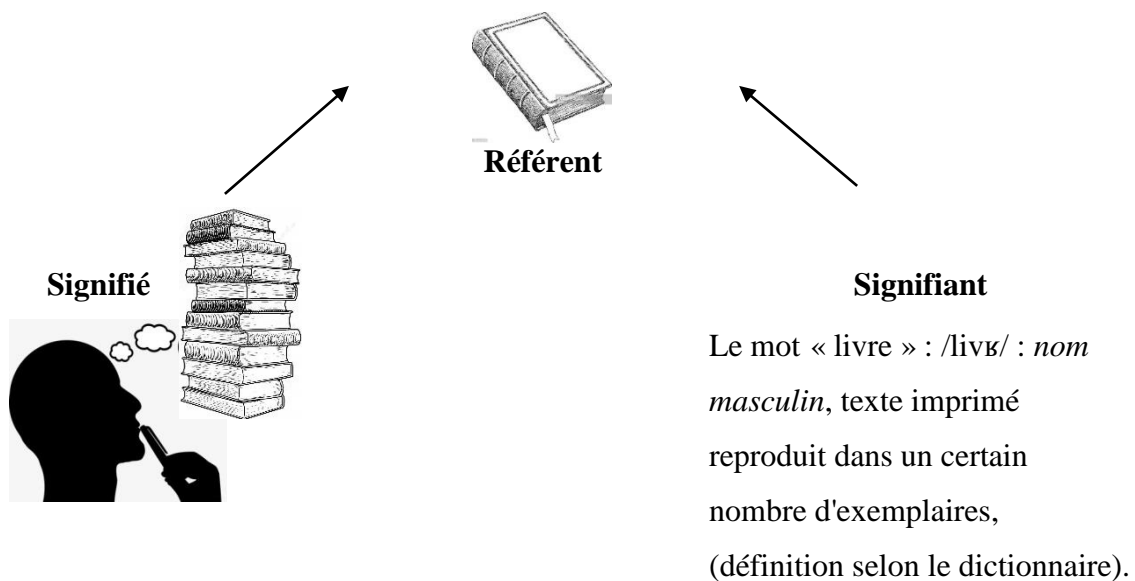 Référent
Signifié
Signifiant
Le mot « livre » : /livʁ/ : nom
masculin, texte imprimé
reproduit dans un certain
nombre d'exemplaires,
(définition selon le dictionnaire).